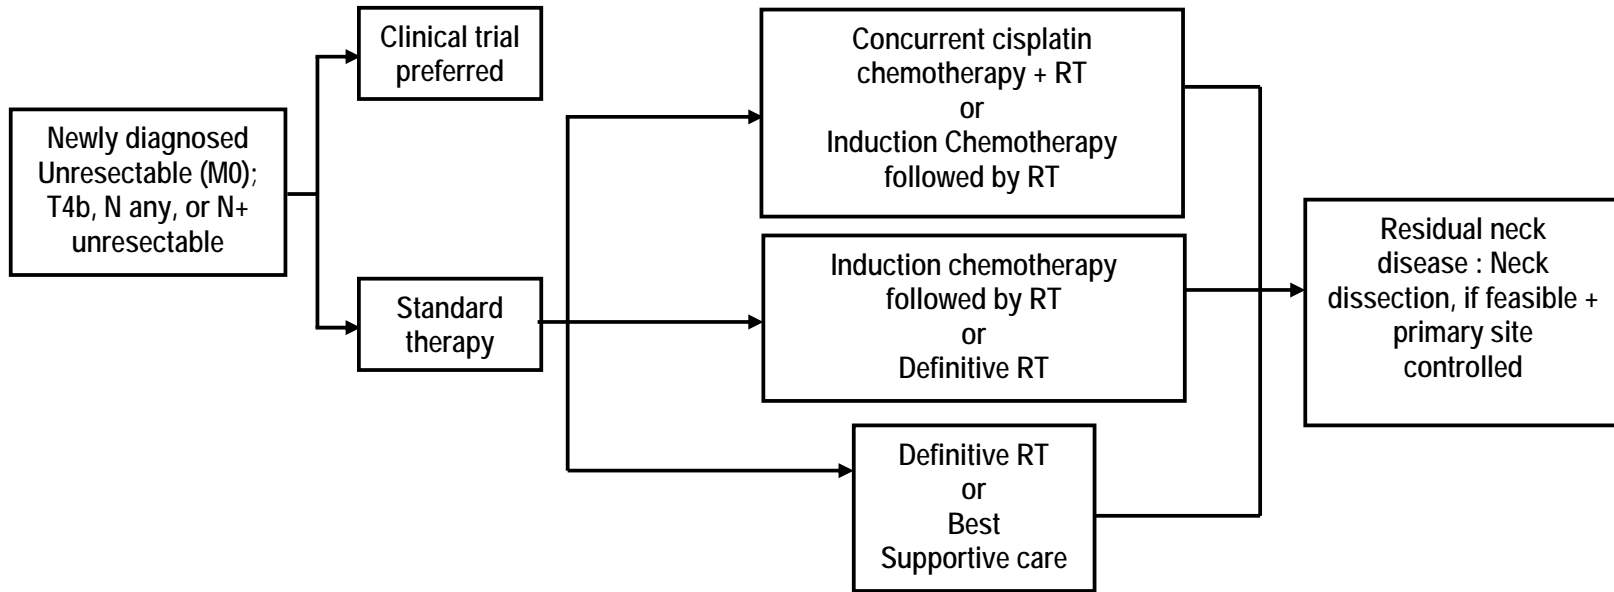 Newly diagnosed
Unresectable (M0);
T4b, N any, or N+
unresectable
Clinical trial
preferred
Standard
therapy
Concurrent cisplatin
chemotherapy + RT
or
Induction Chemotherapy
followed by RT
Induction chemotherapy
followed by RT
or
Definitive RT
Definitive RT
or
Best
Supportive care
Residual neck
disease : Neck
dissection, if feasible +
primary site
controlled